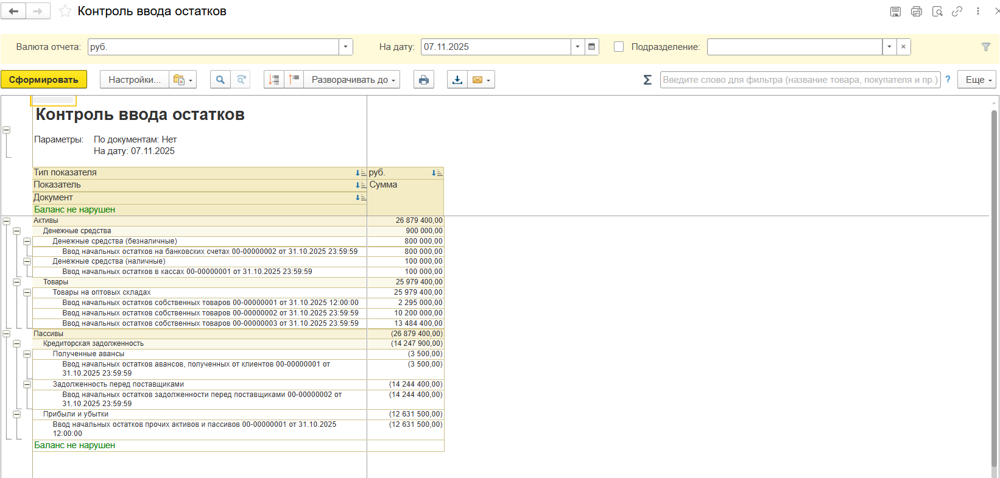 Контроль ввода остатков
Валюта отчета: руб. На дату: 07.11.2025 Подразделение:
Сформировать Настройки... Разворачивать до Σ Введите слово для фильтра (название товара, покупателя и пр.) ? Еще
Контроль ввода остатков
Параметры: По документам: Нет
На дату: 07.11.2025
Тип показателя руб.
Показатель Сумма
Документ
Баланс не нарушен
Активы 26 879 400,00
Денежные средства 900 000,00
Денежные средства (безналичные) 800 000,00
Ввод начальных остатков на банковских счетах 00-00000002 от 31.10.2025 23:59:59 800 000,00
Денежные средства (наличные) 100 000,00
Ввод начальных остатков в кассах 00-00000001 от 31.10.2025 23:59:59 100 000,00
Товары 25 979 400,00
Товары на оптовых складах 25 979 400,00
Ввод начальных остатков собственных товаров 00-00000001 от 31.10.2025 12:00:00 2 295 000,00
Ввод начальных остатков собственных товаров 00-00000002 от 31.10.2025 23:59:59 10 200 000,00
Ввод начальных остатков собственных товаров 00-00000003 от 31.10.2025 23:59:59 13 484 400,00
Пассивы (26 879 400,00)
Кредиторская задолженность (14 247 900,00)
Полученные авансы (3 500,00)
Ввод начальных остатков авансов, полученных от клиентов 00-00000001 от (3 500,00)
31.10.2025 23:59:59
Задолженность перед поставщиками (14 244 400,00)
Ввод начальных остатков задолженности перед поставщиками 00-00000002 от (14 244 400,00)
31.10.2025 23:59:59
Прибыли и убытки (12 631 500,00)
Ввод начальных остатков прочих активов и пассивов 00-00000001 от 31.10.2025 (12 631 500,00)
12:00:00
Баланс не нарушен